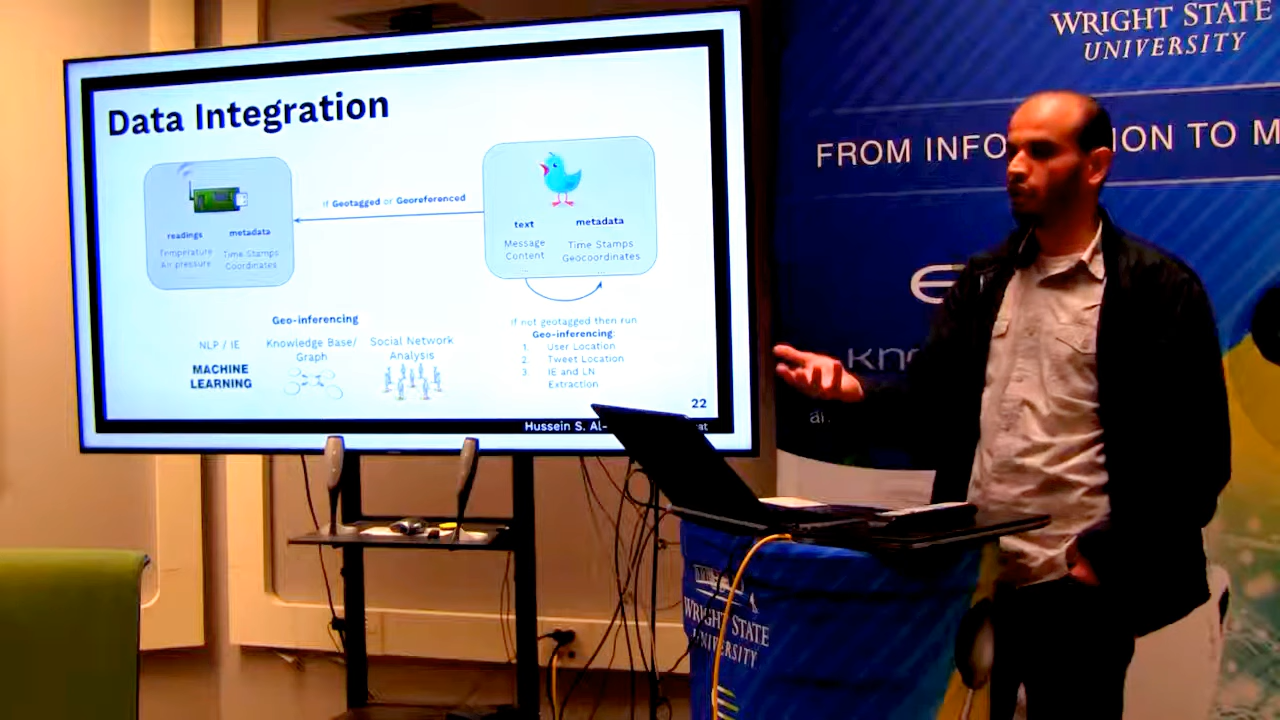 Data Integration
readings
Temperature
Air pressure
metadata
Time Stamps
Coordinates
If Geotagged or Georeferenced
text
Message
Content
...
metadata
Time Stamps
Geocoordinates
...
Geo-inferencing
NLP / IE
MACHINE
LEARNING
Knowledge Base/
Graph
Social Network
Analysis
If not geotagged then run
Geo-inferencing:
1. User Location
2. Tweet Location
3. IE and LN
Extraction
22
Hussein S. Al-
WRIGHT STATE
UNIVERSITY
FROM INFO
ION TO M
Kno
WRIGHT STATE
UNIVERSITY